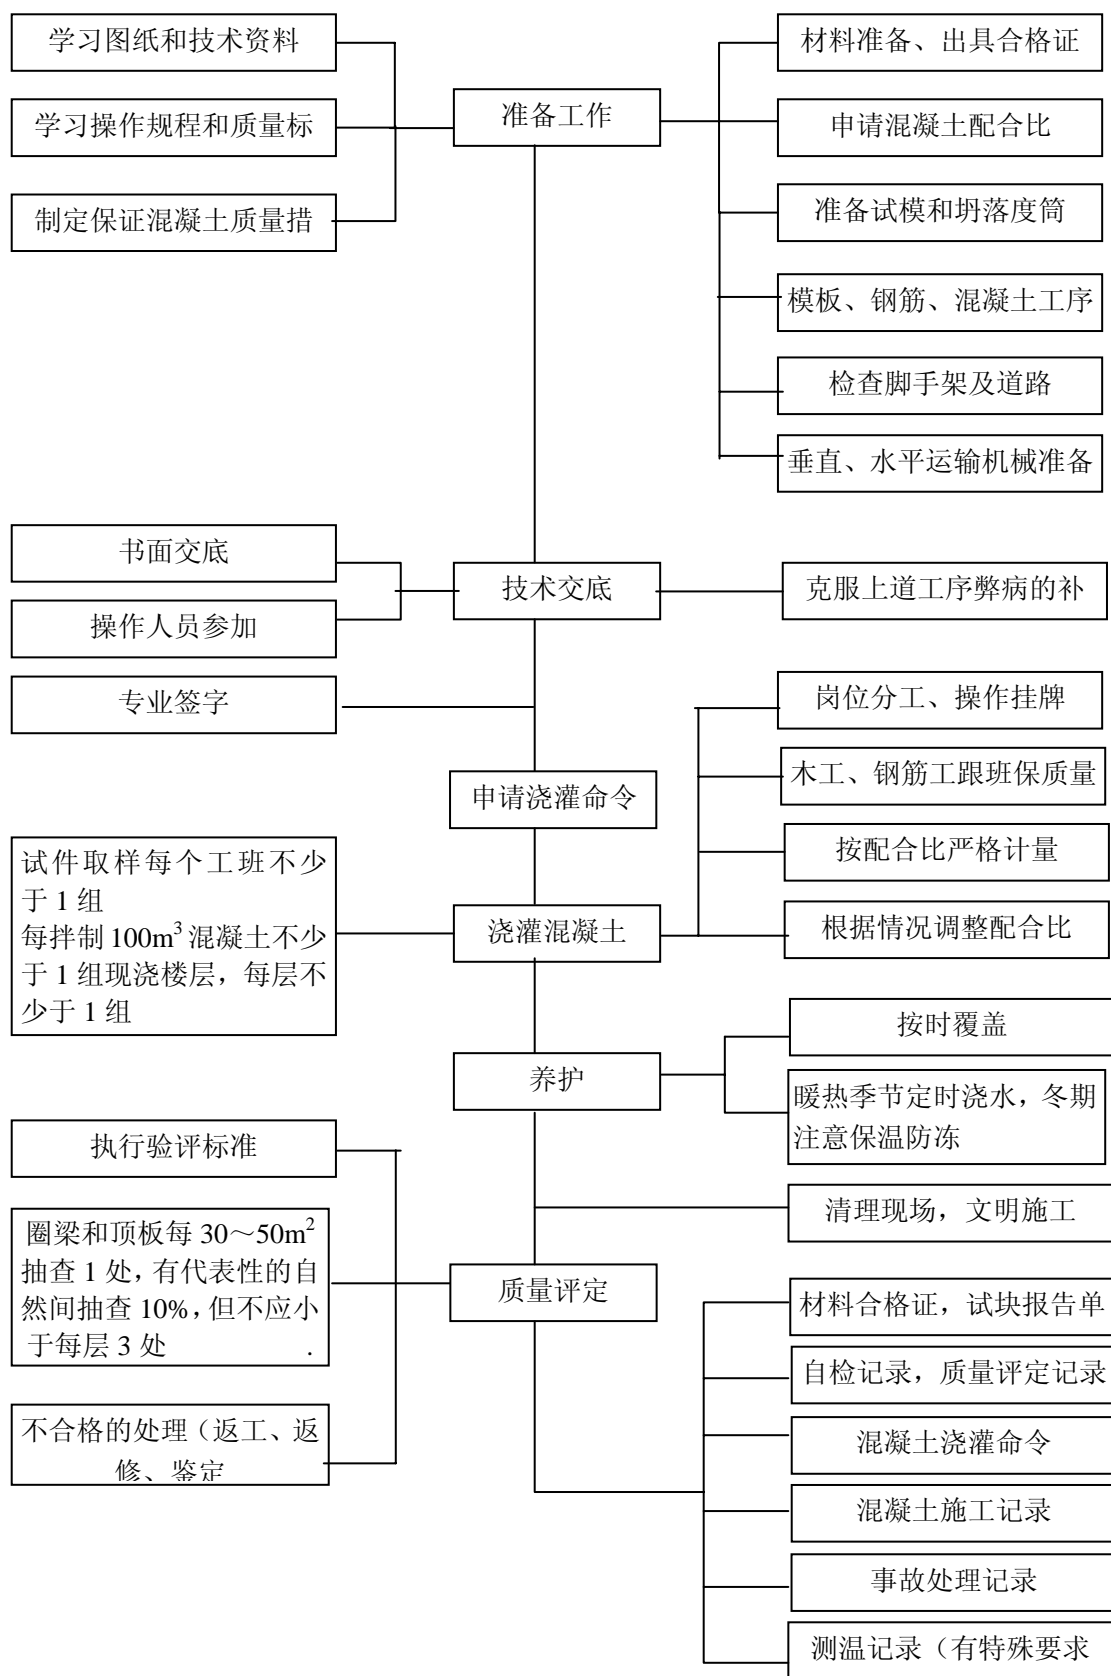 学习图纸和技术资料
学习操作规程和质量标
制定保证混凝土质量措
准备工作
材料准备、出具合格证
申请混凝土配合比
准备试模和坍落度筒
模板、钢筋、混凝土工序
检查脚手架及道路
垂直、水平运输机械准备
书面交底
操作人员参加
技术交底
克服上道工序弊病的补
专业签字
申请浇灌命令
岗位分工、操作挂牌
木工、钢筋工跟班保质量
按配合比严格计量
根据情况调整配合比
试件取样每个工班不少
于 1 组
每拌制 100m³ 混凝土不少
于 1 组现浇楼层，每层不
少于 1 组
浇灌混凝土
养护
按时覆盖
暖热季节定时浇水，冬期
注意保温防冻
清理现场，文明施工
执行验评标准
圈梁和顶板每 30～50m²
抽查 1 处，有代表性的自
然间抽查 10%，但不应小
于每层 3 处 .
不合格的处理（返工、返
修、鉴定
质量评定
材料合格证，试块报告单
自检记录，质量评定记录
混凝土浇灌命令
混凝土施工记录
事故处理记录
测温记录（有特殊要求